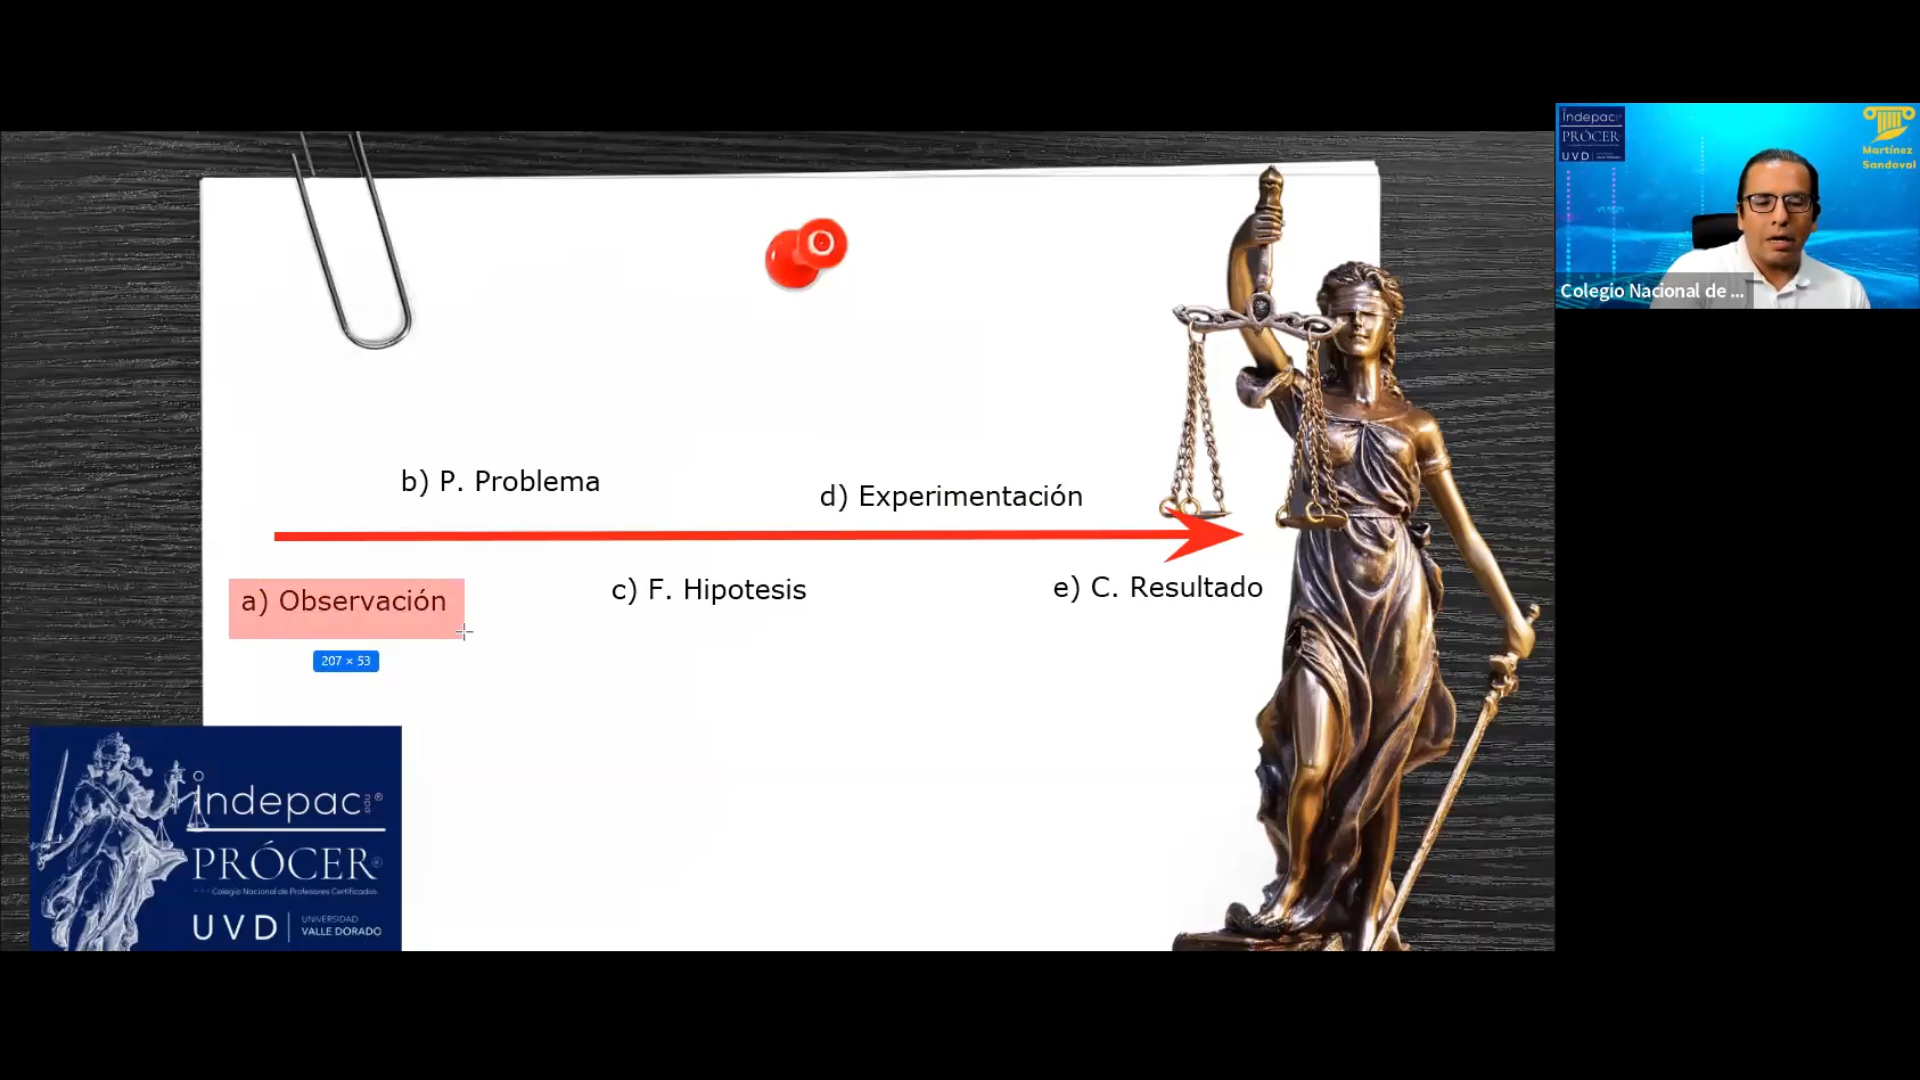 b) P. Problema
d) Experimentación
a) Observación
c) F. Hipotesis
e) C. Resultado
207 × 53
indepac
PRÓCER®
Colegio Nacional de Profesores Certificados
UVD
UNIVERSIDAD
VALLE DORADO
indepac
PRÓCER
UVD
Martínez
Sandoval
Colegio Nacional de ...